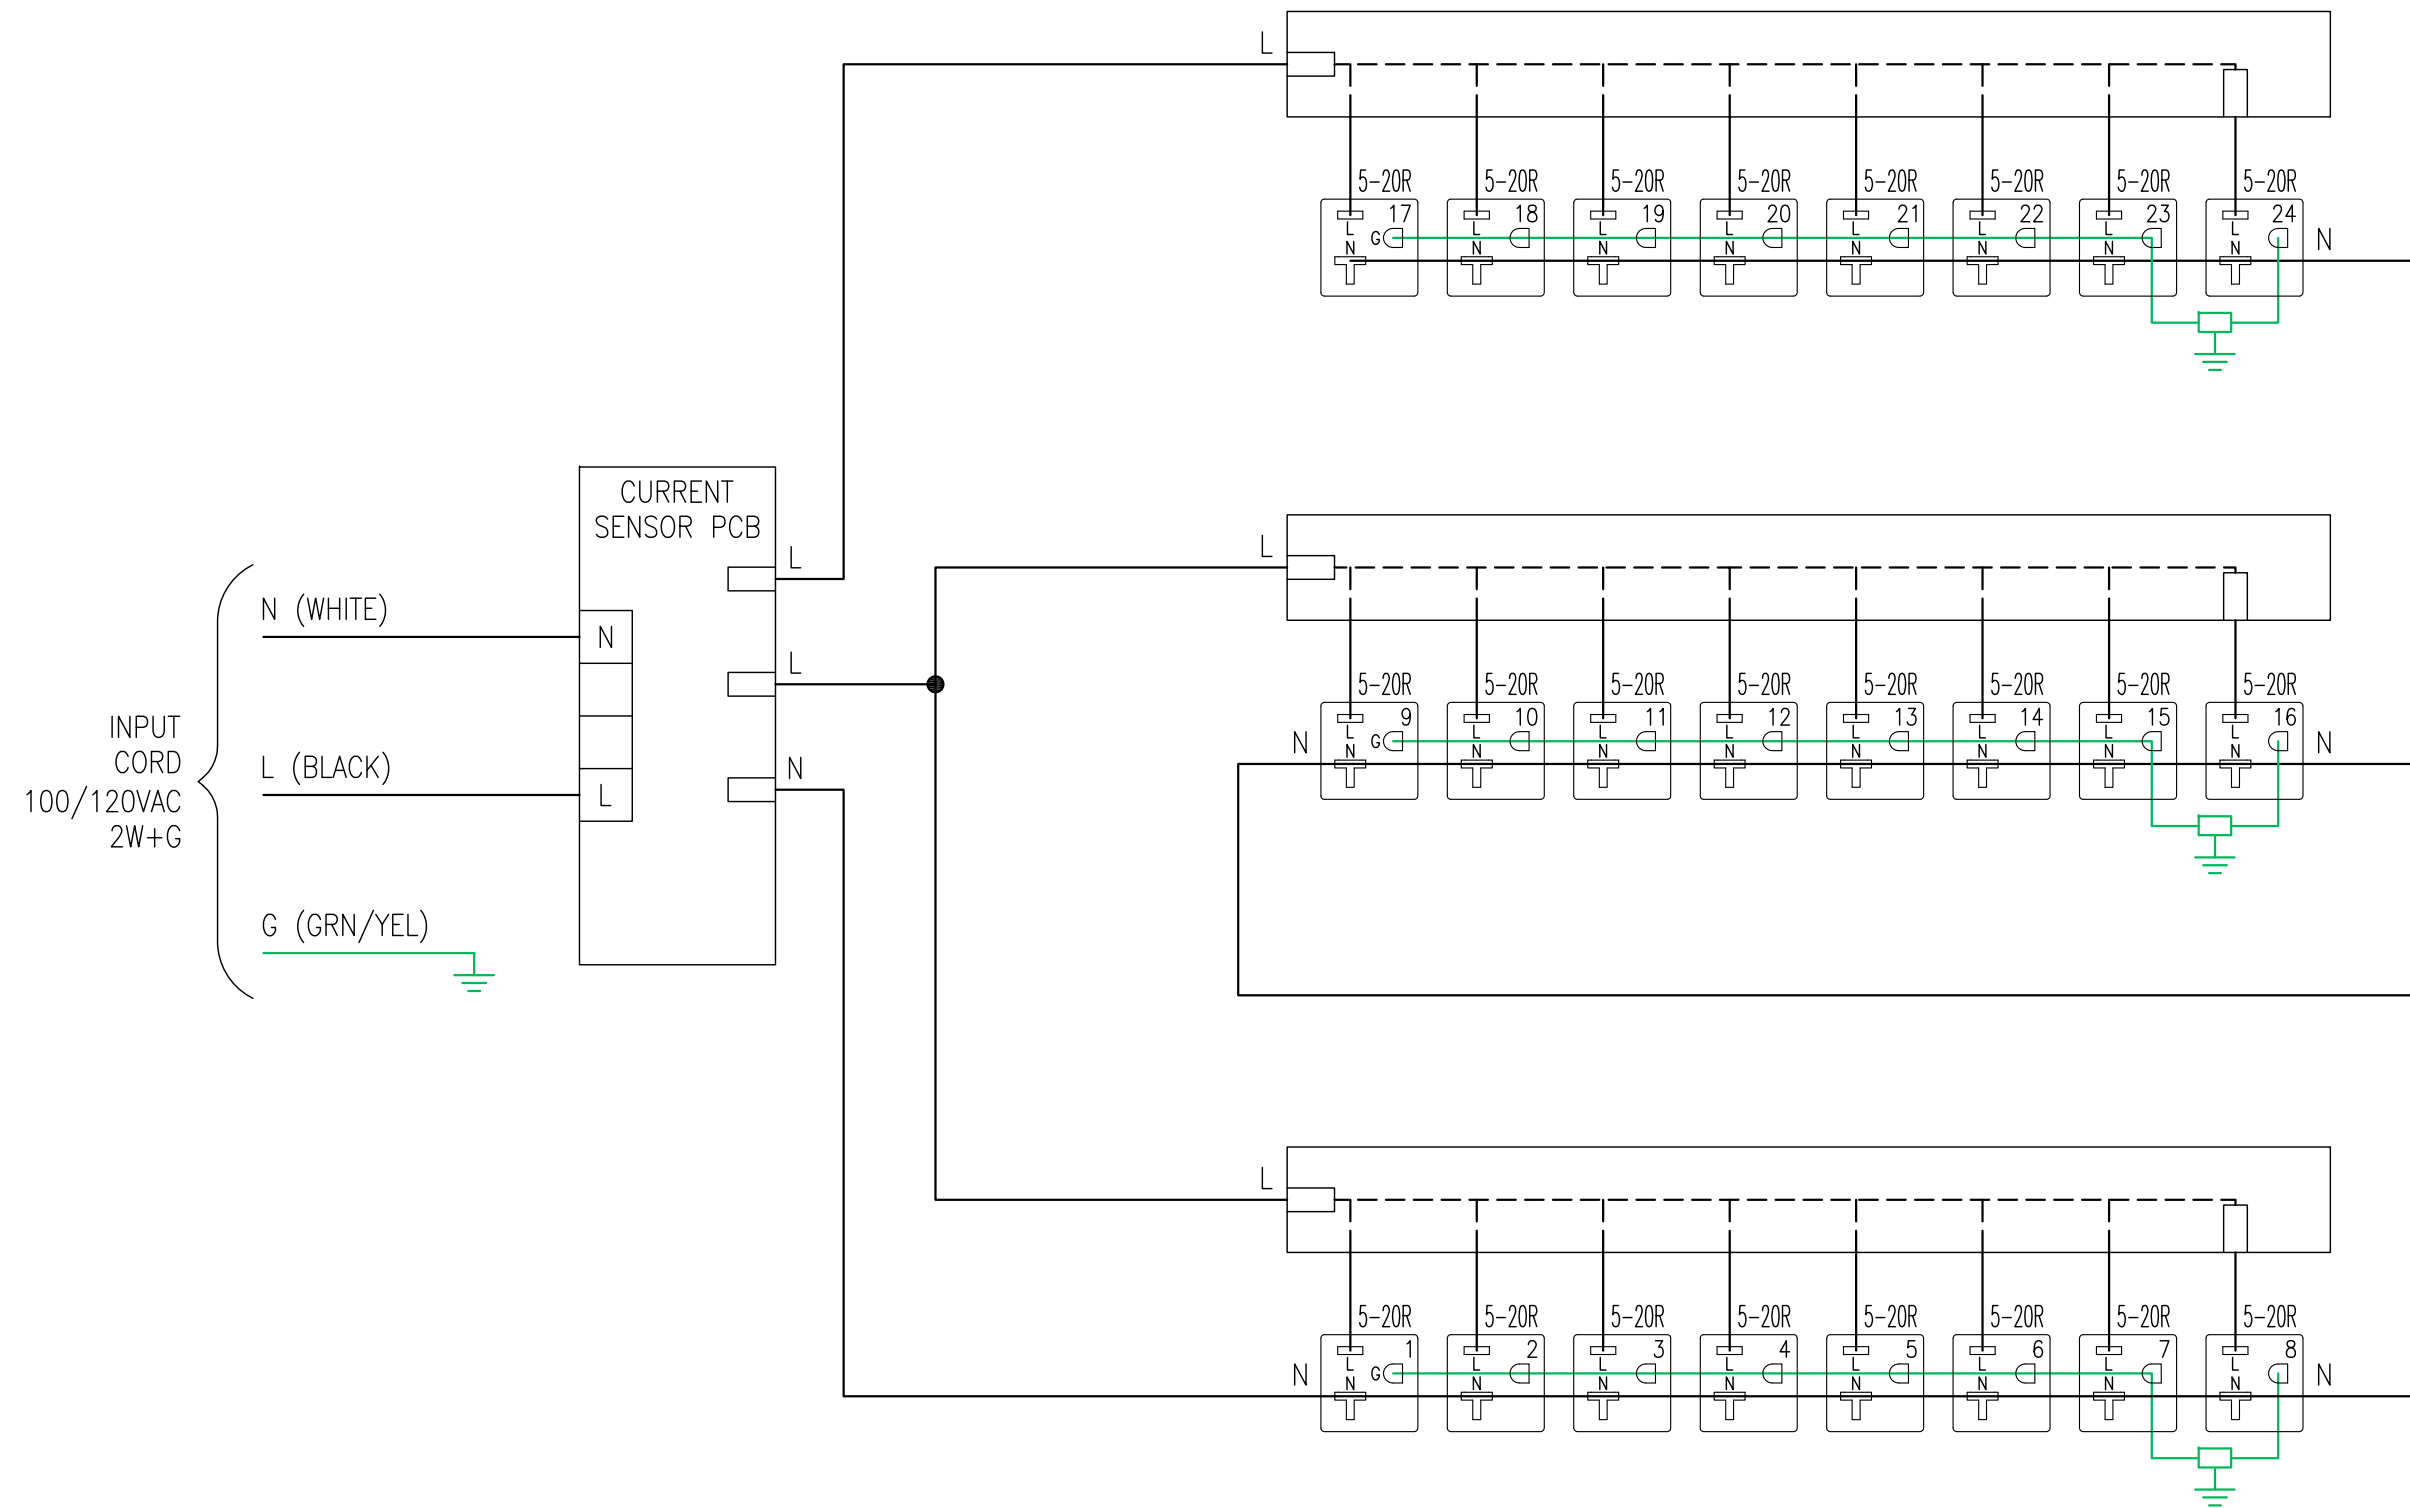 L
5-20R 5-20R 5-20R 5-20R 5-20R 5-20R 5-20R 5-20R
17 18 19 20 21 22 23 24
L L L L L L L L
G N
N N N N N N N N
CURRENT
SENSOR PCB
L
N (WHITE)
N
L
INPUT
CORD
100/120VAC
2W+G
L (BLACK)
L
N
G (GRN/YEL)
L
5-20R 5-20R 5-20R 5-20R 5-20R 5-20R 5-20R 5-20R
9 10 11 12 13 14 15 16
L L L L L L L L
N G N
N N N N N N N N
L
5-20R 5-20R 5-20R 5-20R 5-20R 5-20R 5-20R 5-20R
1 2 3 4 5 6 7 8
L L L L L L L L
N G N
N N N N N N N N